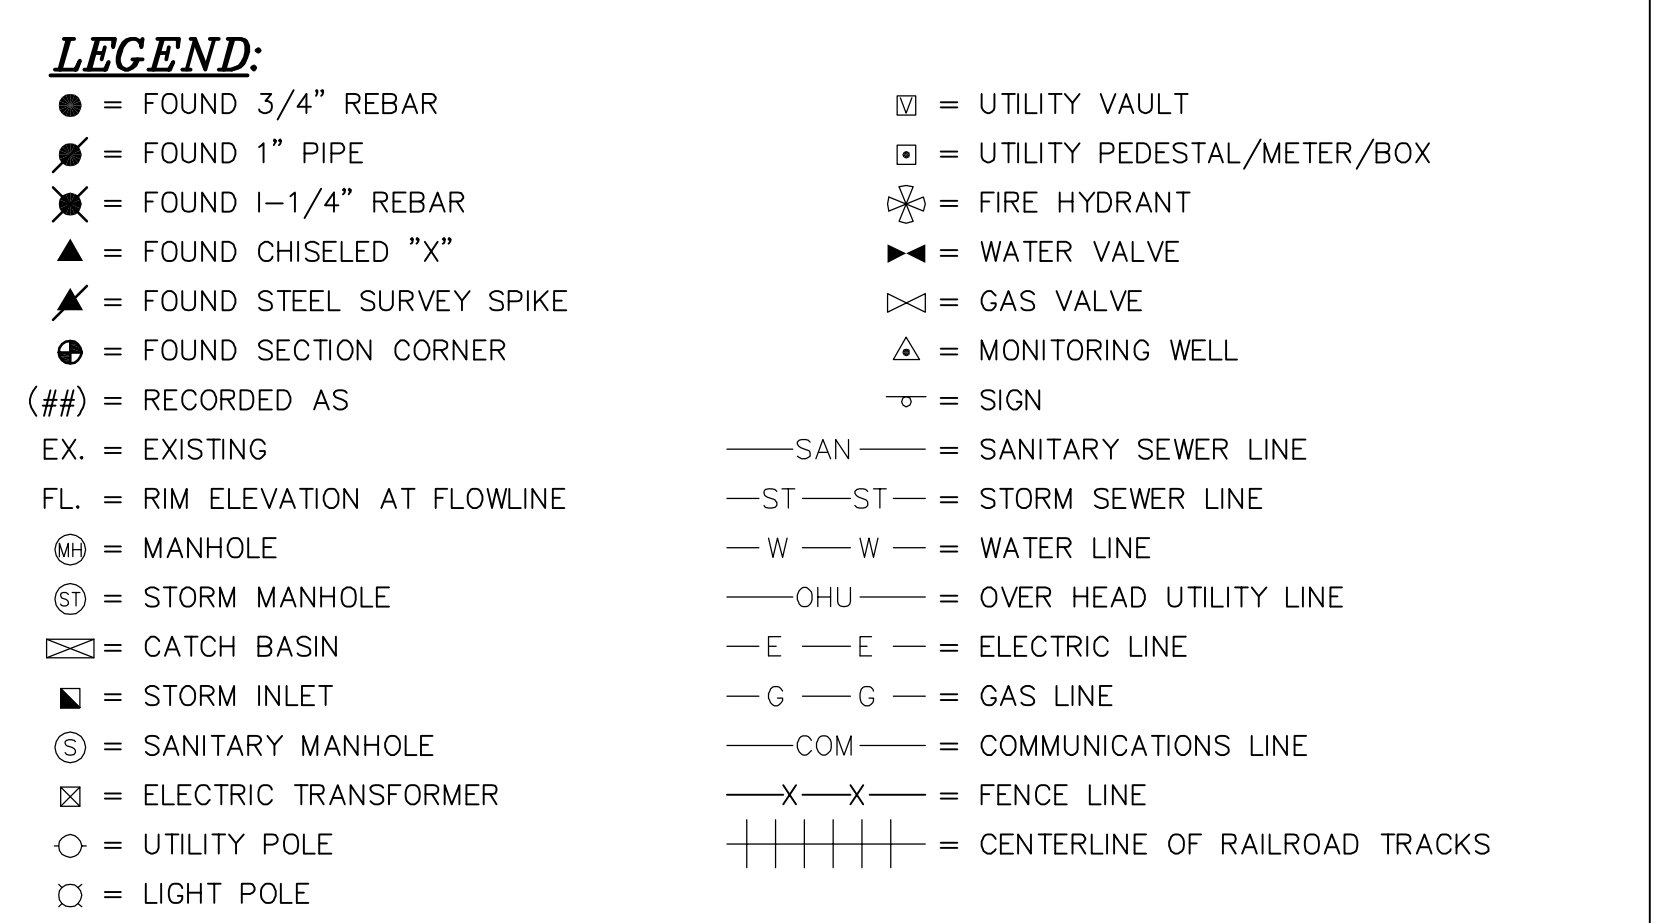 LEGEND:
= FOUND 3/4" REBAR
= FOUND 1" PIPE
= FOUND I-1/4" REBAR
= FOUND CHISELED "X"
= FOUND STEEL SURVEY SPIKE
= FOUND SECTION CORNER
(##) = RECORDED AS
EX. = EXISTING
FL. = RIM ELEVATION AT FLOWLINE
MH = MANHOLE
ST = STORM MANHOLE
= CATCH BASIN
= STORM INLET
S = SANITARY MANHOLE
= ELECTRIC TRANSFORMER
= UTILITY POLE
= LIGHT POLE
V = UTILITY VAULT
= UTILITY PEDESTAL/METER/BOX
= FIRE HYDRANT
= WATER VALVE
= GAS VALVE
= MONITORING WELL
= SIGN
SAN = SANITARY SEWER LINE
ST ST = STORM SEWER LINE
W W = WATER LINE
OHU = OVER HEAD UTILITY LINE
E E = ELECTRIC LINE
G G = GAS LINE
COM = COMMUNICATIONS LINE
X X = FENCE LINE
= CENTERLINE OF RAILROAD TRACKS